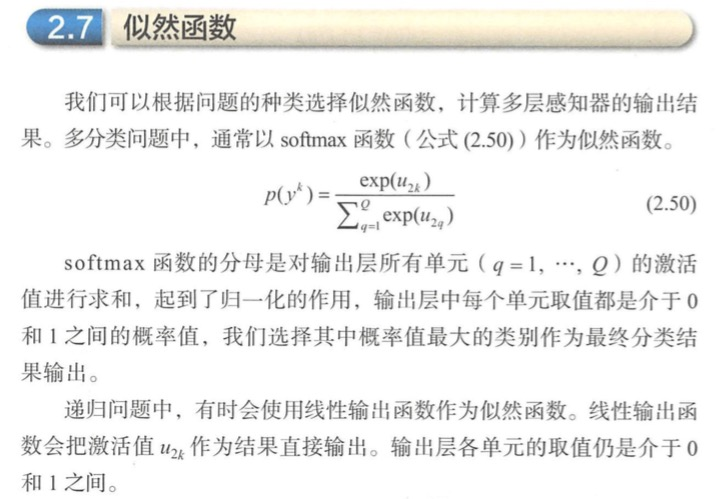 2.7 似然函数
我们可以根据问题的种类选择似然函数，计算多层感知器的输出结
果。多分类问题中，通常以 softmax 函数（公式 (2.50)）作为似然函数。
p(y^k) = exp(u_{2k}) / ∑_{q=1}^{Q} exp(u_{2q}) (2.50)
softmax 函数的分母是对输出层所有单元（q = 1, …, Q）的激活
值进行求和，起到了归一化的作用，输出层中每个单元取值都是介于 0
和 1 之间的概率值，我们选择其中概率值最大的类别作为最终分类结
果输出。
递归问题中，有时会使用线性输出函数作为似然函数。线性输出函
数会把激活值 u_{2k} 作为结果直接输出。输出层各单元的取值仍是介于 0
和 1 之间。